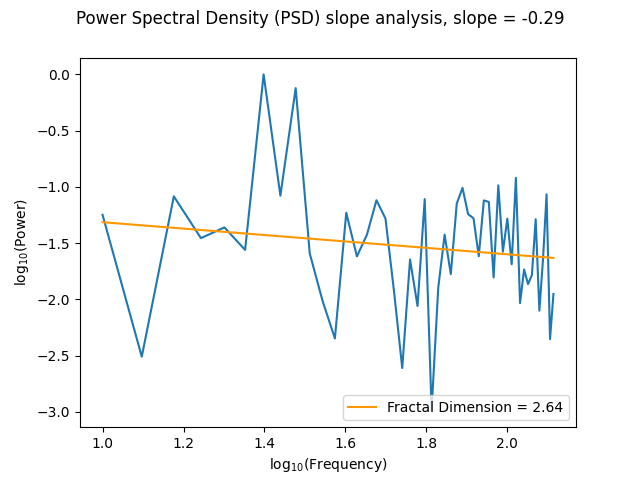 Power Spectral Density (PSD) slope analysis, slope = -0.29
0.0
−0.5
−1.0
−1.5
−2.0
−2.5
−3.0
log₁₀(Power)
Fractal Dimension = 2.64
1.0 1.2 1.4 1.6 1.8 2.0
log₁₀(Frequency)